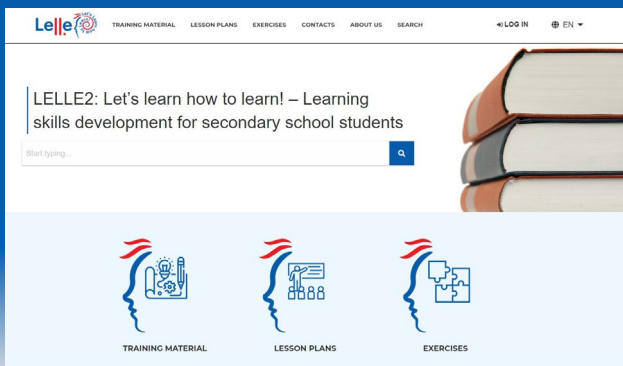 Lelle
TRAINING MATERIAL LESSON PLANS EXERCISES CONTACTS ABOUT US SEARCH LOG IN EN
LELLE2: Let's learn how to learn! – Learning
skills development for secondary school students
Start typing...
TRAINING MATERIAL LESSON PLANS EXERCISES